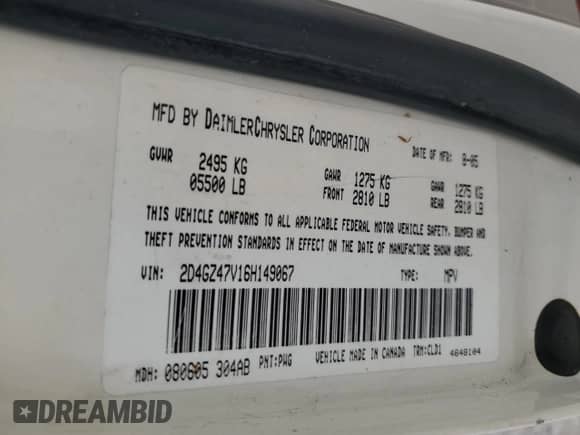 MFD BY DAIMLERCHRYSLER CORPORATION DATE OF MFR: 8-05
GVWR 2495 KG GAWR 1275 KG GAWR 1275 KG
05500 LB FRONT 2810 LB REAR 2810 LB
THIS VEHICLE CONFORMS TO ALL APPLICABLE FEDERAL MOTOR VEHICLE SAFETY, BUMPER AND
THEFT PREVENTION STANDARDS IN EFFECT ON THE DATE OF MANUFACTURE SHOWN ABOVE.
VIN: 2D4GZ47V16H149067 TYPE: MPV
MDH: 080605 304AB PNT:PWG VEHICLE MADE IN CANADA TRM:CLD1 4648104
DREAMBID